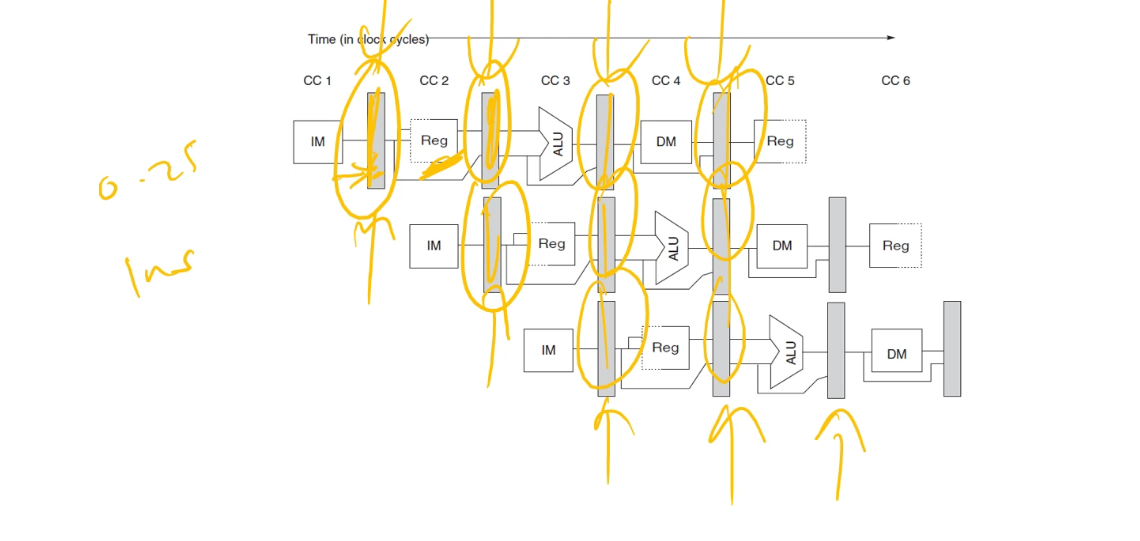 Time (in clock cycles)
CC 1 CC 2 CC 3 CC 4 CC 5 CC 6
IM Reg ALU DM Reg
0.25
IM Reg ALU DM Reg
1ns
IM Reg ALU DM